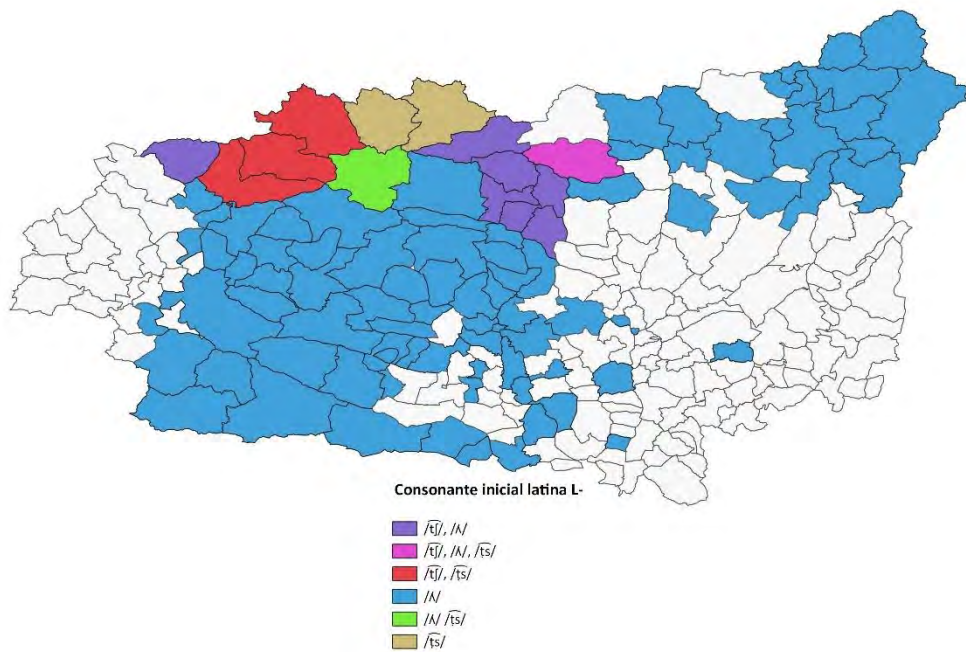 Consonante inicial latina L-
/t͡ʃ/, /ʎ/
/t͡ʃ/, /ʎ/, /ṭ͡s/
/t͡ʃ/, /ṭ͡s/
/ʎ/
/ʎ/ /ṭ͡s/
/ṭ͡s/